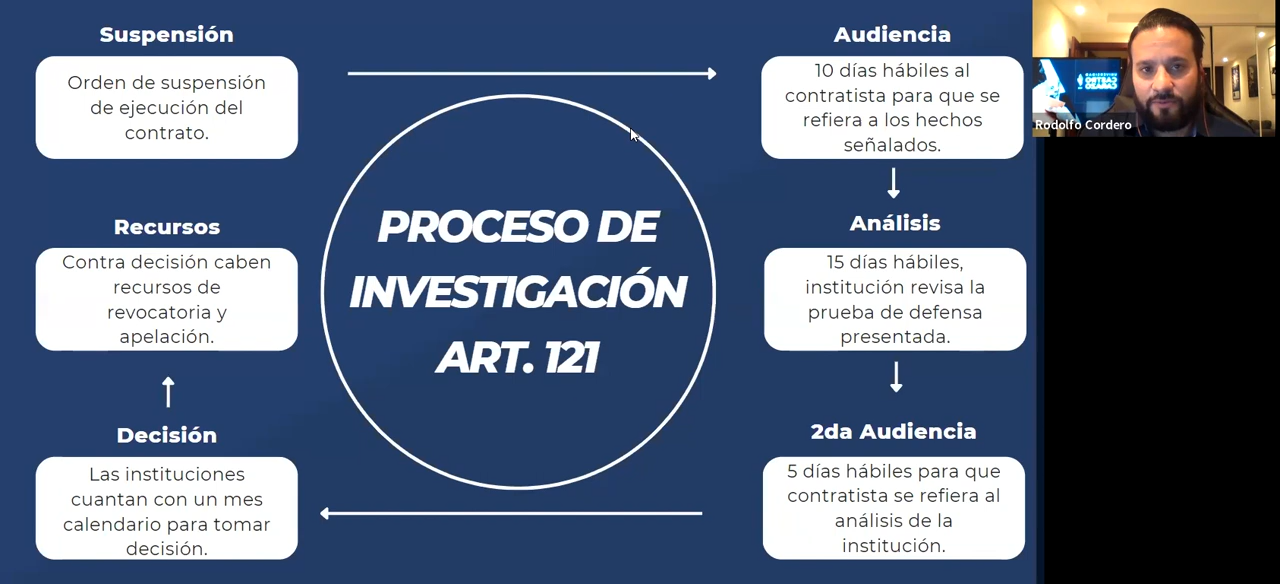 Suspensión
Orden de suspensión
de ejecución del
contrato.
Audiencia
10 días hábiles al
contratista para que se
refiera a los hechos
señalados.
Análisis
15 días hábiles,
institución revisa la
prueba de defensa
presentada.
2da Audiencia
5 días hábiles para que
contratista se refiera al
análisis de la
institución.
Decisión
Las instituciones
cuantan con un mes
calendario para tomar
decisión.
Recursos
Contra decisión caben
recursos de
revocatoria y
apelación.
PROCESO DE
INVESTIGACIÓN
ART. 121
Rodolfo Cordero